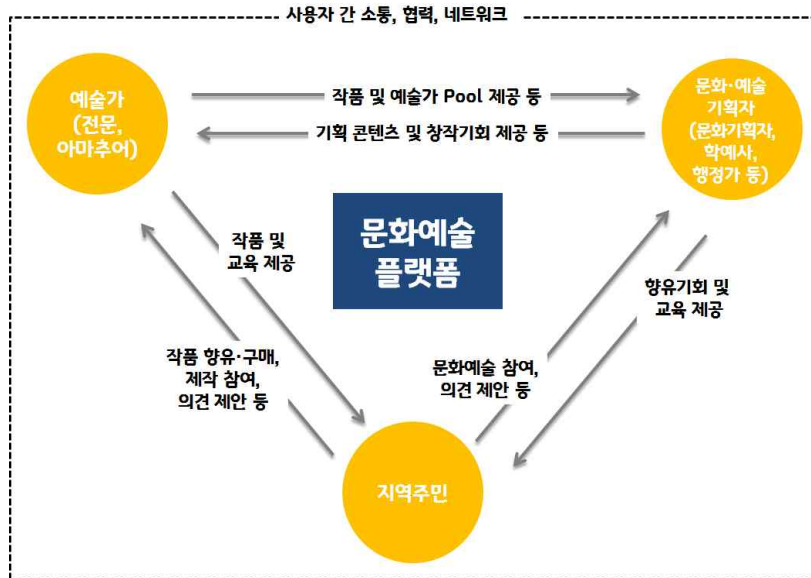 사용자 간 소통, 협력, 네트워크
예술가
(전문,
아마추어)
작품 및 예술가 Pool 제공 등
기획 콘텐츠 및 창작기회 제공 등
문화·예술
기획자
(문화기획자,
학예사,
행정가 등)
문화예술
플랫폼
작품 및
교육 제공
향유기회 및
교육 제공
작품 향유·구매,
제작 참여,
의견 제안 등
문화예술 참여,
의견 제안 등
지역주민